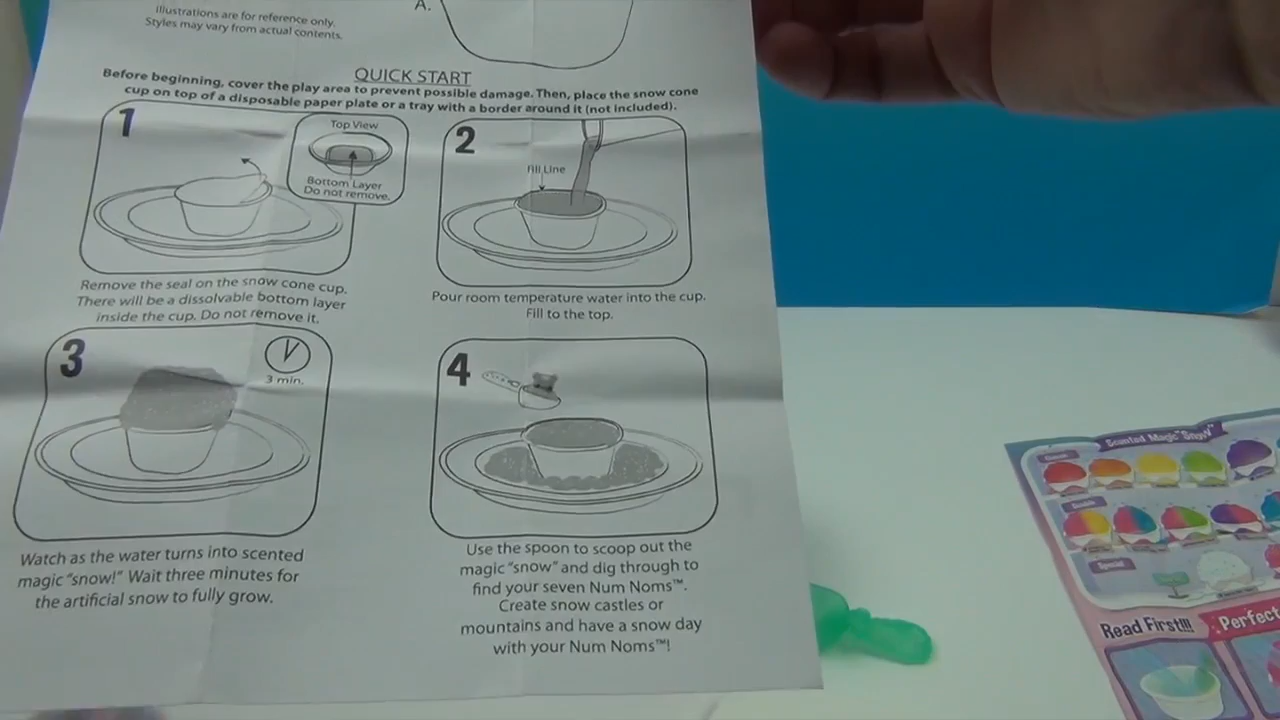 Illustrations are for reference only.
Styles may vary from actual contents.
A.
QUICK START
Before beginning, cover the play area to prevent possible damage. Then, place the snow cone
cup on top of a disposable paper plate or a tray with a border around it (not included).
1
Top View
Bottom Layer
Do not remove.
Remove the seal on the snow cone cup.
There will be a dissolvable bottom layer
inside the cup. Do not remove it.
2
Fill Line
Pour room temperature water into the cup.
Fill to the top.
3
3 min.
Watch as the water turns into scented
magic "snow!" Wait three minutes for
the artificial snow to fully grow.
4
Use the spoon to scoop out the
magic "snow" and dig through to
find your seven Num Noms™.
Create snow castles or
mountains and have a snow day
with your Num Noms™!
Scented Magic "Snow"
Classic
Double
Special
Read First!!!
Perfect